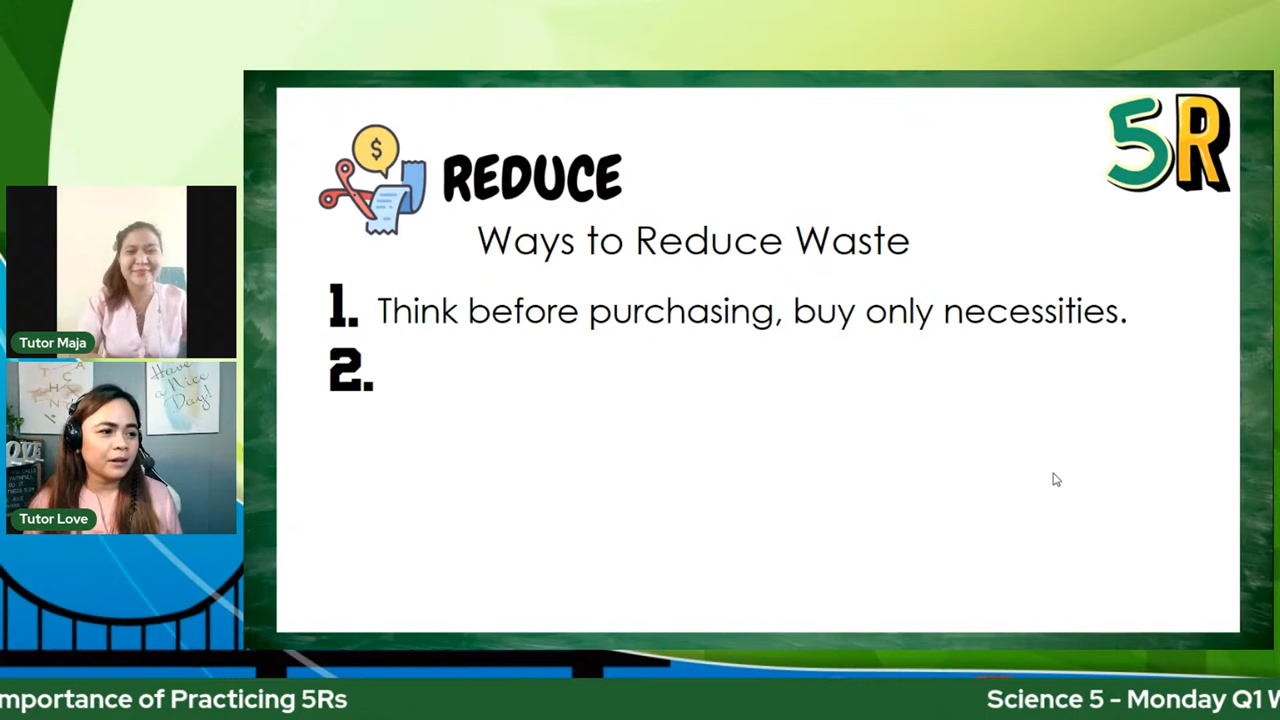 5R
$
REDUCE
Ways to Reduce Waste
1. Think before purchasing, buy only necessities.
2.
Tutor Maja
Have
a Nice
Day!
Tutor Love
mportance of Practicing 5Rs
Science 5 - Monday Q1 W